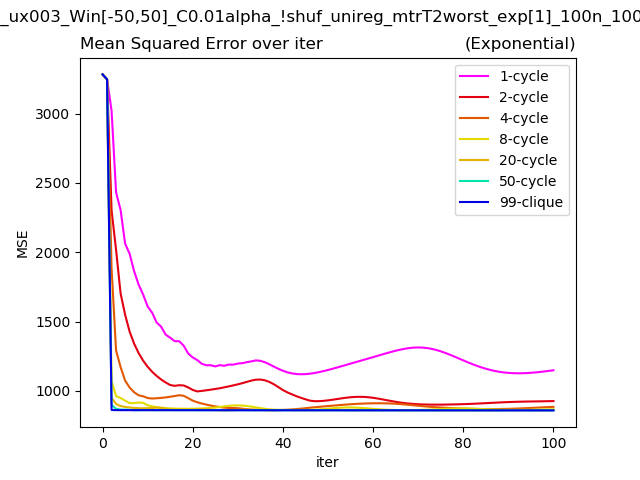 _ux003_Win[-50,50]_C0.01alpha_!shuf_unireg_mtrT2worst_exp[1]_100n_100
Mean Squared Error over iter (Exponential)
1-cycle
2-cycle
4-cycle
8-cycle
20-cycle
50-cycle
99-clique
MSE
3000
2500
2000
1500
1000
0 20 40 60 80 100
iter